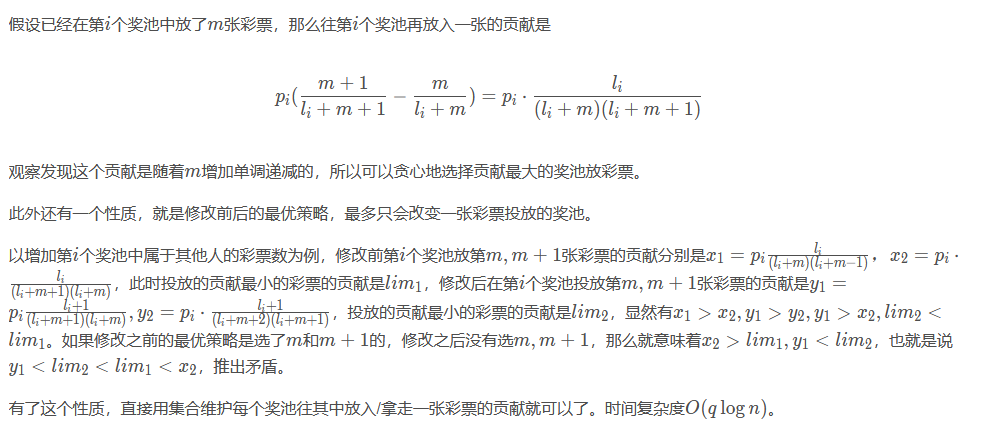 假设已经在第$i$个奖池中放了$m$张彩票，那么往第$i$个奖池再放入一张的贡献是
$p_i(\frac{m+1}{l_i+m+1} - \frac{m}{l_i+m}) = p_i \cdot \frac{l_i}{(l_i+m)(l_i+m+1)}$
观察发现这个贡献是随着$m$增加单调递减的，所以可以贪心地选择贡献最大的奖池放彩票。
此外还有一个性质，就是修改前后的最优策略，最多只会改变一张彩票投放的奖池。
以增加第$i$个奖池中属于其他人的彩票数为例，修改前第$i$个奖池放第$m, m+1$张彩票的贡献分别是$x_1 = p_i \frac{l_i}{(l_i+m)(l_i+m-1)}$，$x_2 = p_i \cdot$
$\frac{l_i}{(l_i+m+1)(l_i+m)}$，此时投放的贡献最小的彩票的贡献是$lim_1$，修改后在第$i$个奖池投放第$m, m+1$张彩票的贡献是$y_1 =$
$p_i \frac{l_i+1}{(l_i+m+1)(l_i+m)}, y_2 = p_i \cdot \frac{l_i+1}{(l_i+m+2)(l_i+m+1)}$，投放的贡献最小的彩票的贡献是$lim_2$，显然有$x_1 > x_2, y_1 > y_2, y_1 > x_2, lim_2 <$
$lim_1$。如果修改之前的最优策略是选了$m$和$m+1$的，修改之后没有选$m, m+1$，那么就意味着$x_2 > lim_1, y_1 < lim_2$，也就是说
$y_1 < lim_2 < lim_1 < x_2$，推出矛盾。
有了这个性质，直接用集合维护每个奖池往其中放入/拿走一张彩票的贡献就可以了。时间复杂度$O(q \log n)$。